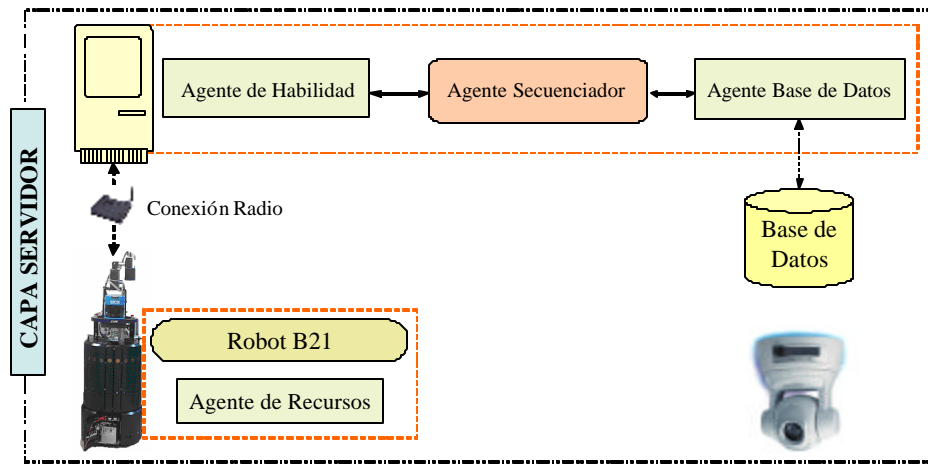 Agente de Habilidad
Agente Secuenciador
Agente Base de Datos
CAPA SERVIDOR
Conexión Radio
Base de
Datos
Robot B21
Agente de Recursos